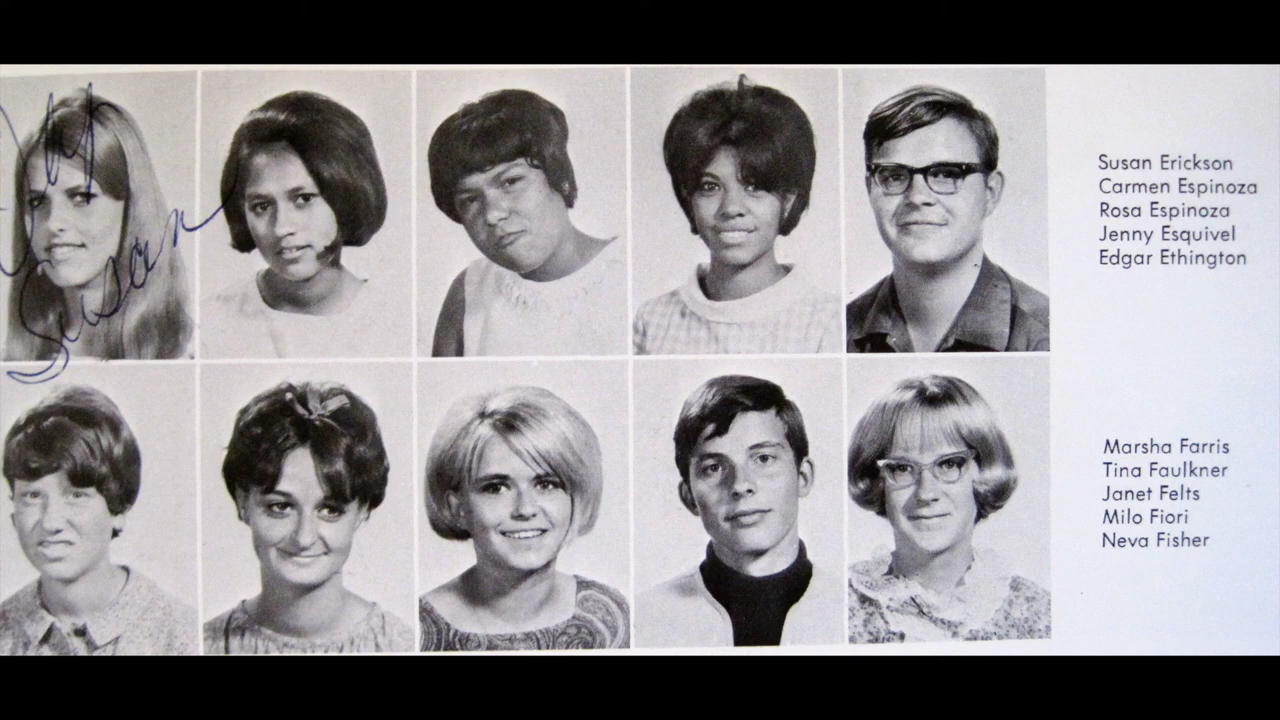 Susan
Susan Erickson
Carmen Espinoza
Rosa Espinoza
Jenny Esquivel
Edgar Ethington
Marsha Farris
Tina Faulkner
Janet Felts
Milo Fiori
Neva Fisher